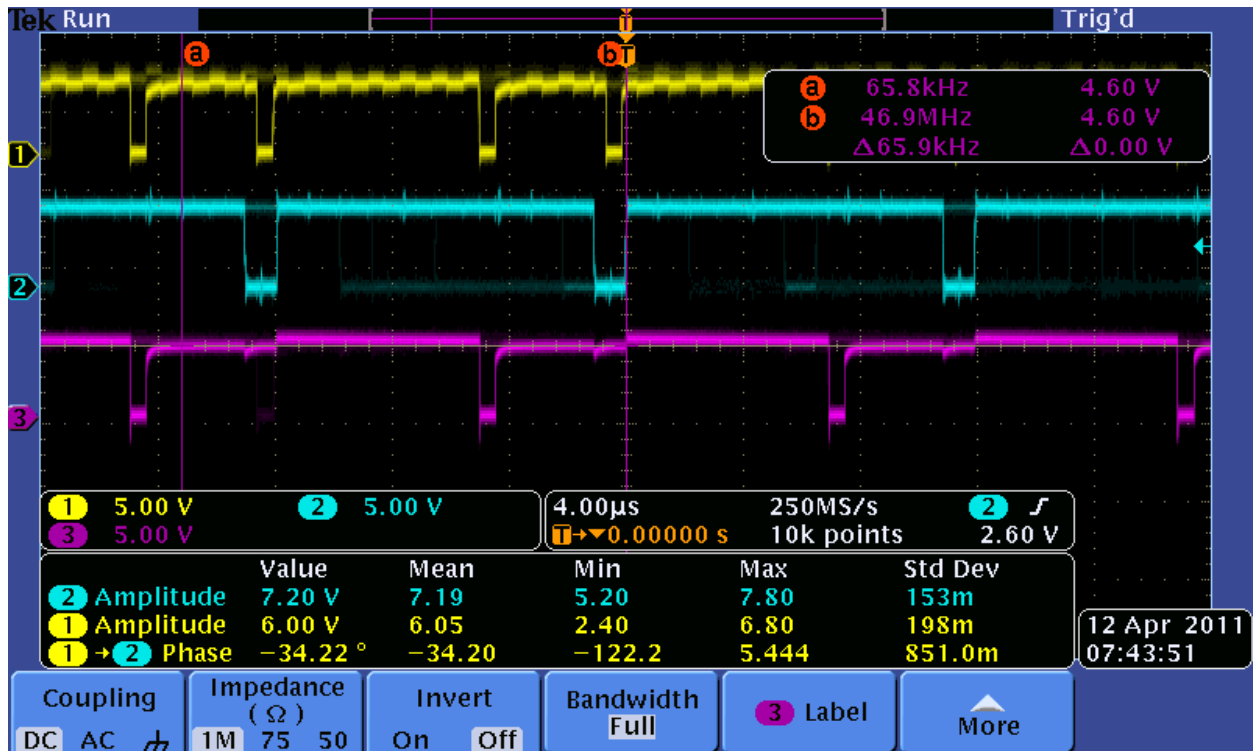 Tek Run Trig'd
a b T
a 65.8kHz 4.60 V
b 46.9MHz 4.60 V
Δ65.9kHz Δ0.00 V
1
2
3
1 5.00 V 2 5.00 V
3 5.00 V
4.00µs 250MS/s 2
T→▼0.00000 s 10k points 2.60 V
Value Mean Min Max Std Dev
2 Amplitude 7.20 V 7.19 5.20 7.80 153m
1 Amplitude 6.00 V 6.05 2.40 6.80 198m
1→2 Phase −34.22 ° −34.20 −122.2 5.444 851.0m
12 Apr 2011
07:43:51
Coupling
DC AC
Impedance
(Ω)
1M 75 50
Invert
On Off
Bandwidth
Full
3 Label
More